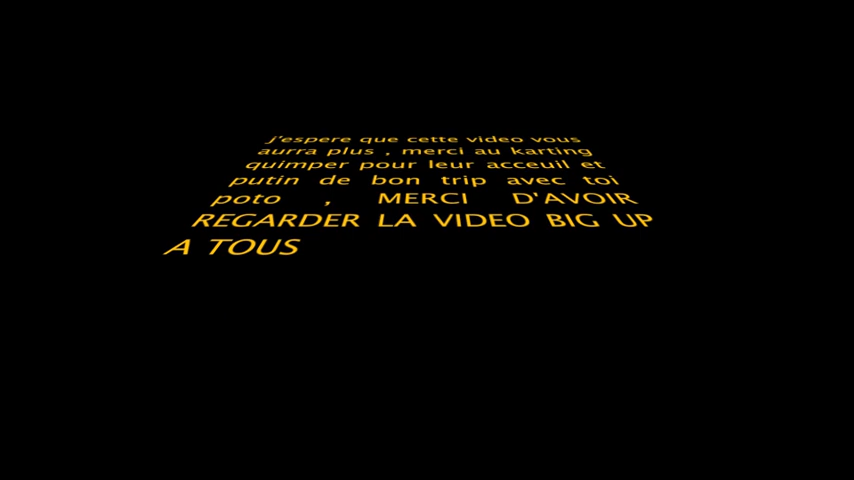 j'espere que cette video vous
aurra plus , merci au karting
quimper pour leur acceuil et
putin de bon trip avec toi
poto , MERCI D'AVOIR
REGARDER LA VIDEO BIG UP
A TOUS